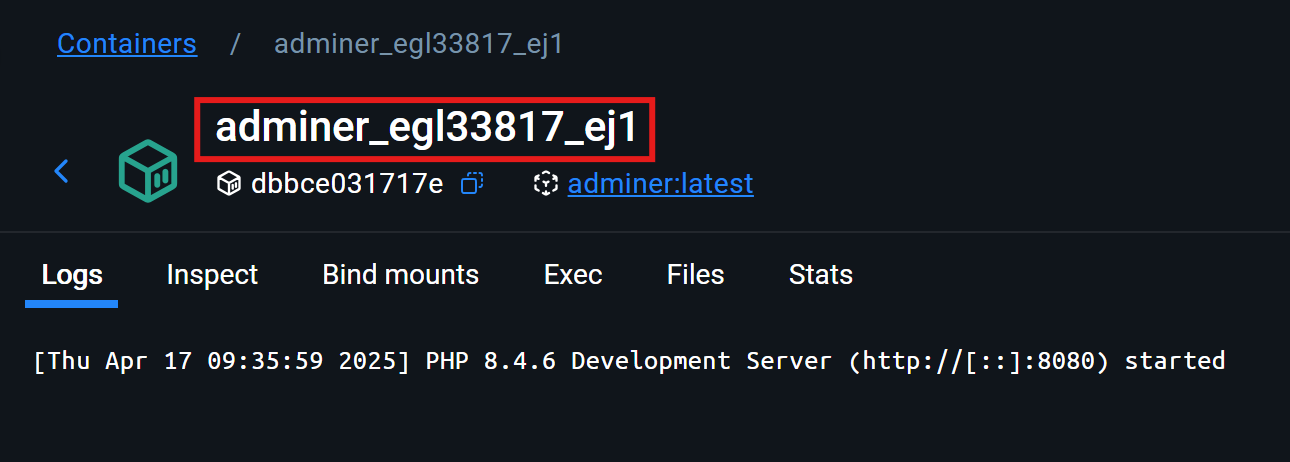 Containers / adminer_egl33817_ej1
adminer_egl33817_ej1
dbbce031717e adminer:latest
Logs Inspect Bind mounts Exec Files Stats
[Thu Apr 17 09:35:59 2025] PHP 8.4.6 Development Server (http://[::]:8080) started